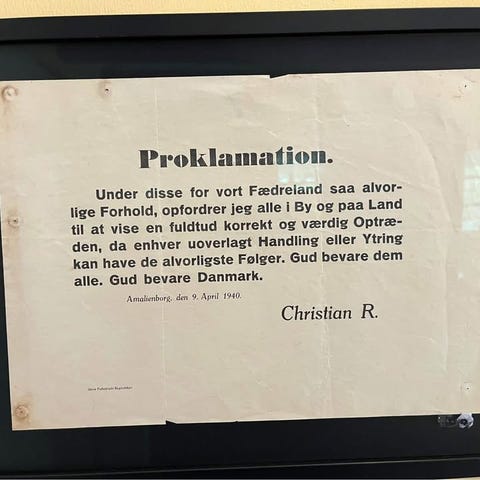 Proklamation.
Under disse for vort Fædreland saa alvor-
lige Forhold, opfordrer jeg alle i By og paa Land
til at vise en fuldtud korrekt og værdig Optræ-
den, da enhver uoverlagt Handling eller Ytring
kan have de alvorligste Følger. Gud bevare dem
alle. Gud bevare Danmark.
Amalienborg, den 9. April 1940.
Christian R.